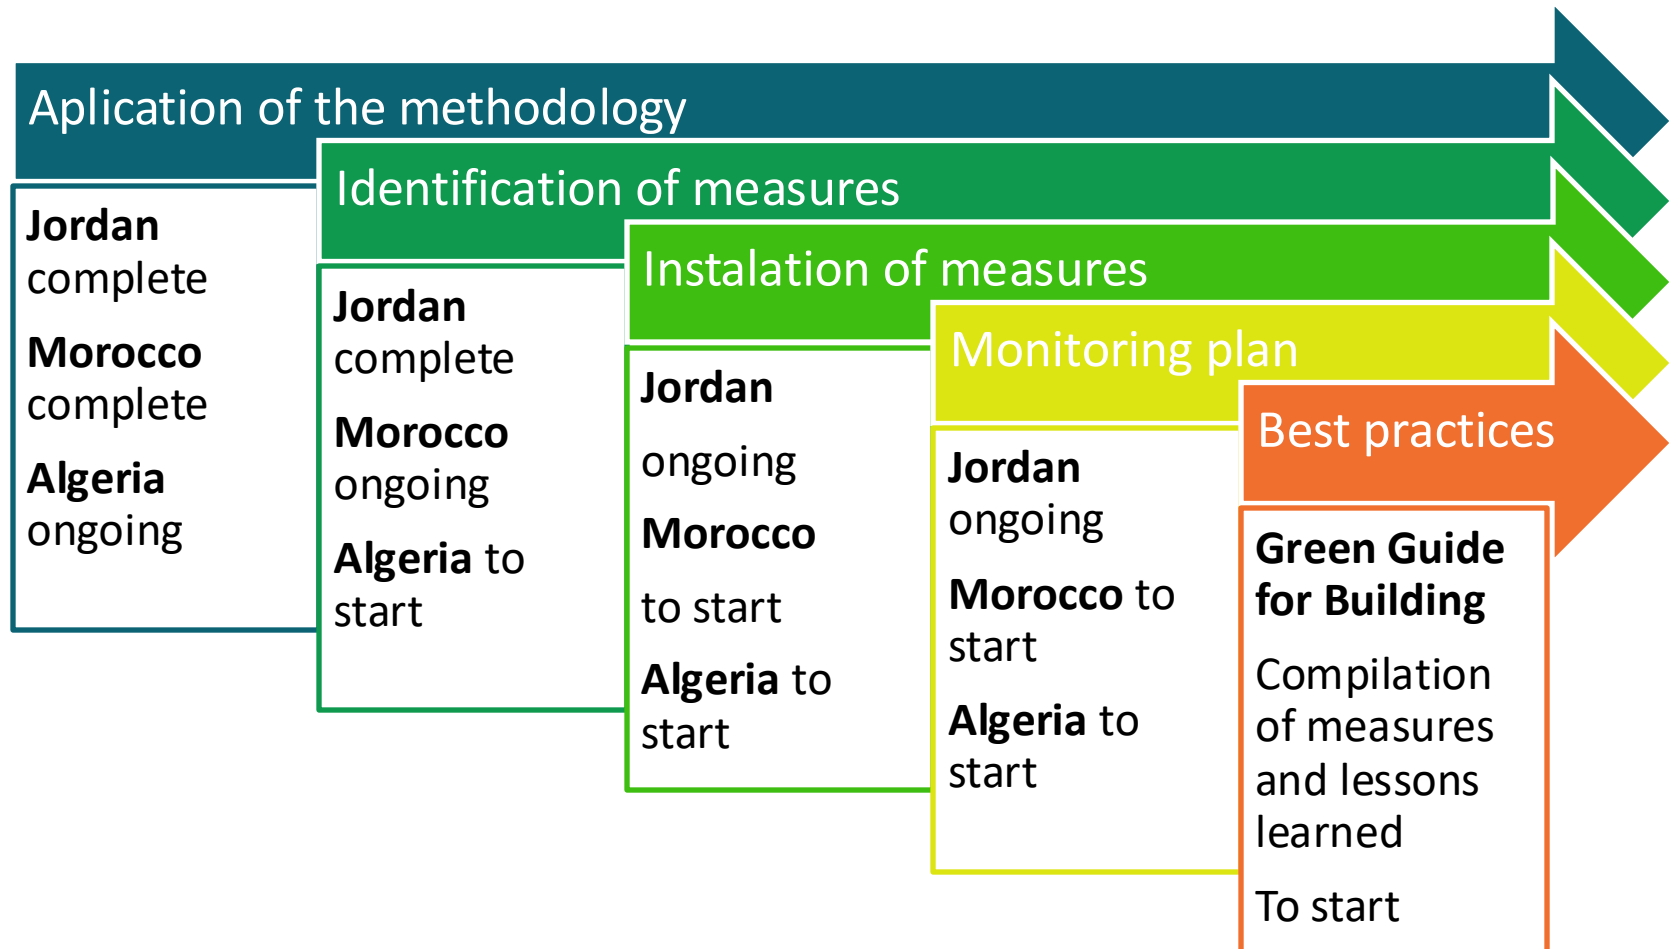 Aplication of the methodology
Jordan
complete
Morocco
complete
Algeria
ongoing
Identification of measures
Jordan
complete
Morocco
ongoing
Algeria to
start
Instalation of measures
Jordan
ongoing
Morocco
to start
Algeria to
start
Monitoring plan
Jordan
ongoing
Morocco to
start
Algeria to
start
Best practices
Green Guide
for Building
Compilation
of measures
and lessons
learned
To start